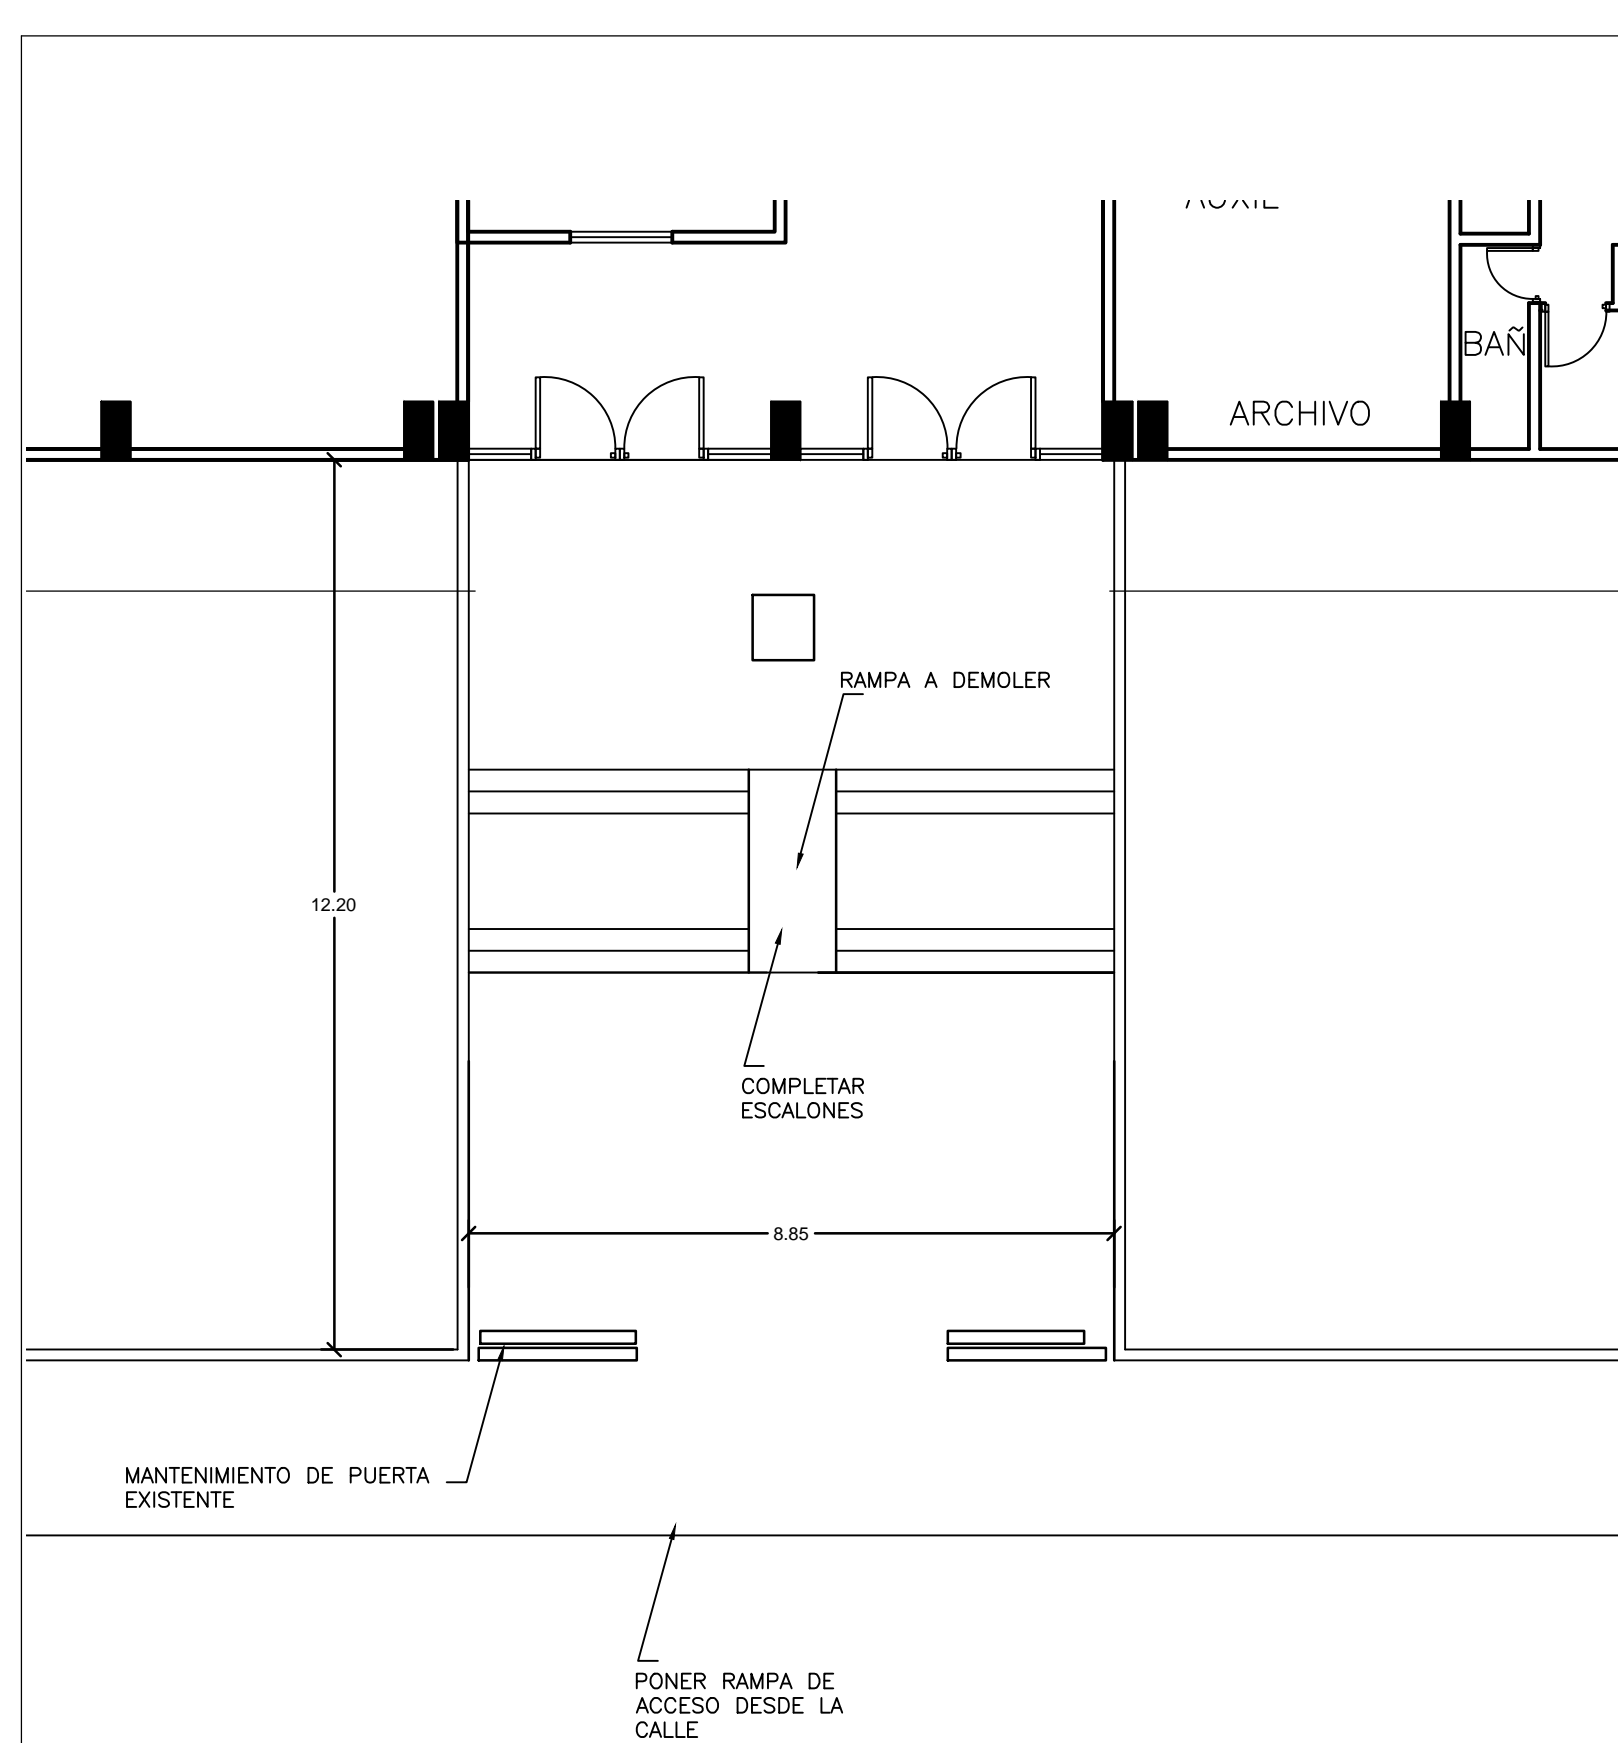 BAÑ
ARCHIVO
RAMPA A DEMOLER
12.20
COMPLETAR
ESCALONES
8.85
MANTENIMIENTO DE PUERTA
EXISTENTE
PONER RAMPA DE
ACCESO DESDE LA
CALLE